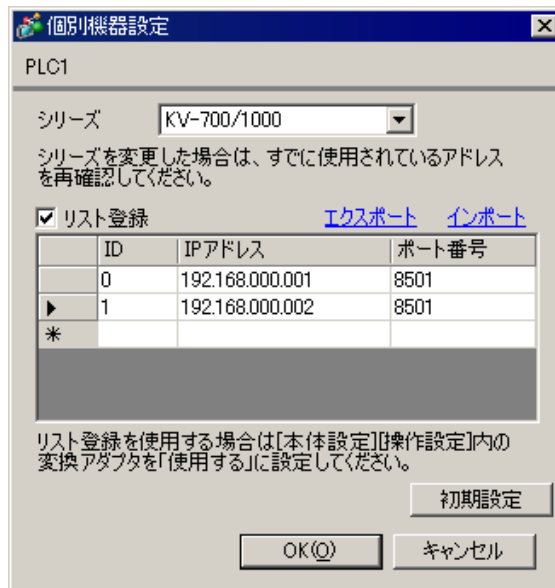 個別機器設定
PLC1
シリーズ KV-700/1000
シリーズを変更した場合は、すでに使用されているアドレス
を再確認してください。
リスト登録 エクスポート インポート
ID IPアドレス ポート番号
0 192.168.000.001 8501
1 192.168.000.002 8501
リスト登録を使用する場合は[本体設定][操作設定]内の
変換アダプタを「使用する」に設定してください。
初期設定
OK(O) キャンセル